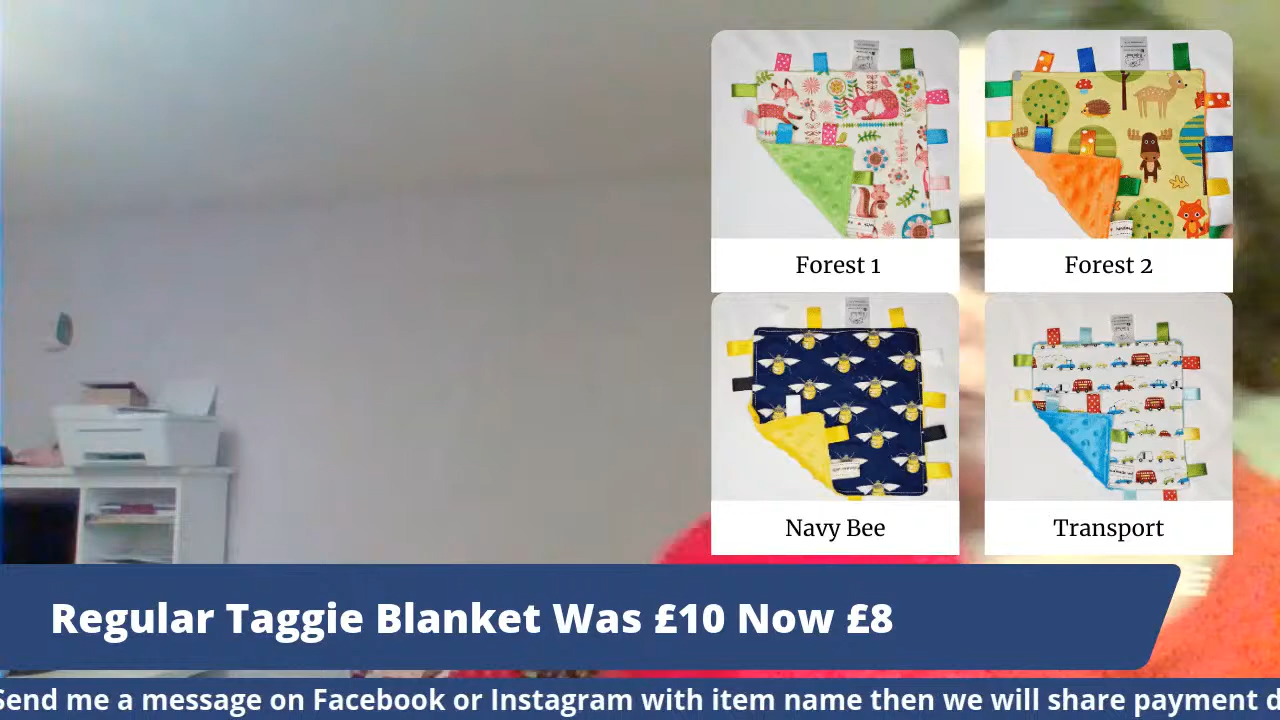 Forest 1
Forest 2
Navy Bee
Transport
Regular Taggie Blanket Was £10 Now £8
Send me a message on Facebook or Instagram with item name then we will share payment d